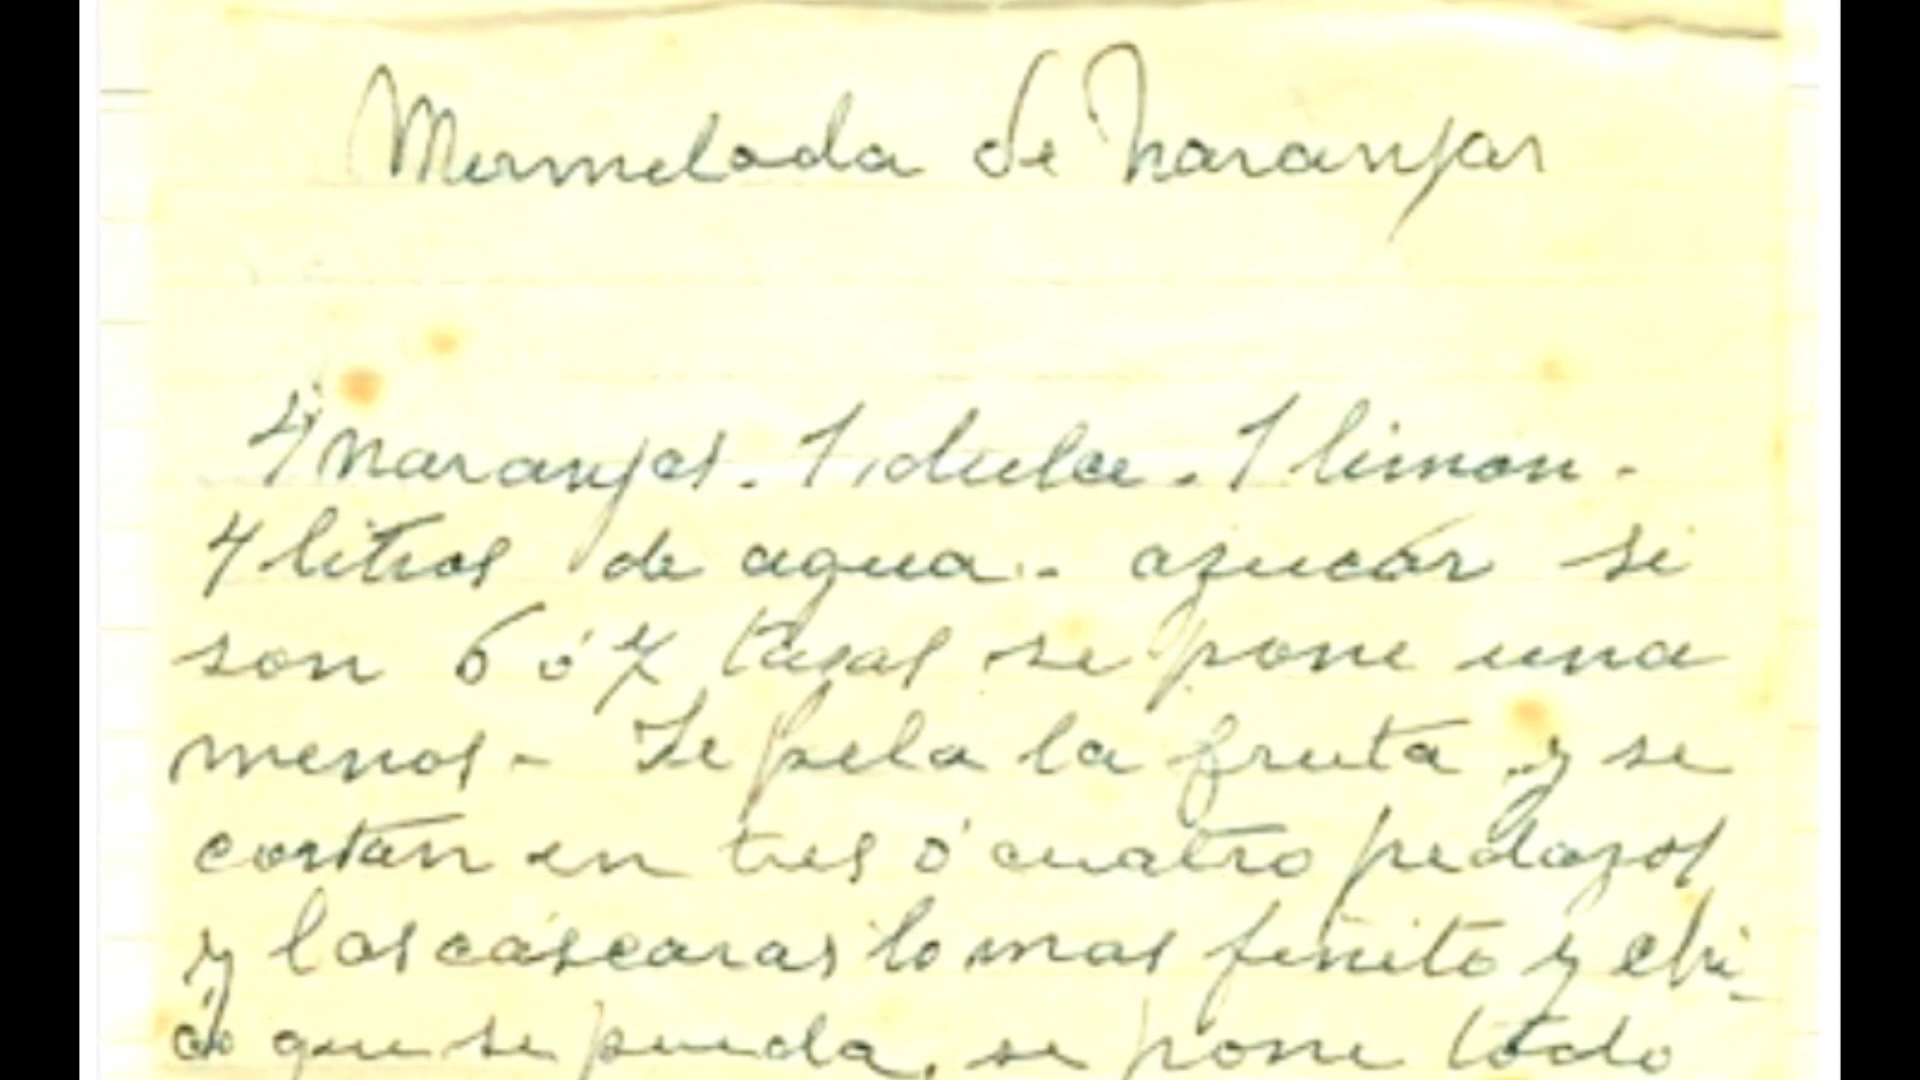 Mermelada de Naranjas
4 naranjas. 1 dulce. 1 limon.
4 litros de agua.- azucar si
son 6 ó 7 tasas se pone una
menos- Se pela la fruta y se
cortan en tres ó cuatro pedazos
y las cáscaras lo mas finito y chi-
co que se pueda, se pone todo